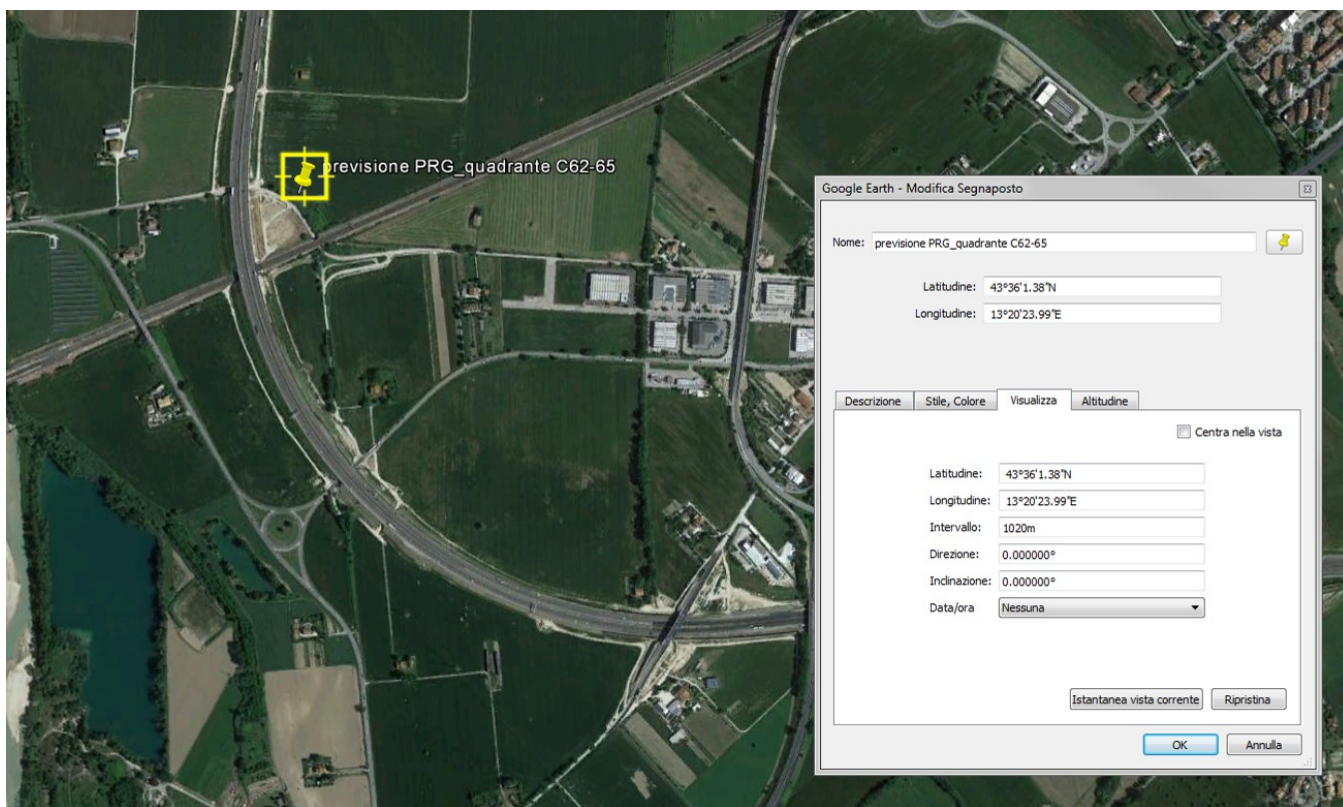 previsione PRG_quadrante C62-65
Google Earth - Modifica Segnaposto
Nome: previsione PRG_quadrante C62-65
Latitudine: 43°36'1.38"N
Longitudine: 13°20'23.99"E
Descrizione Stile, Colore Visualizza Altitudine
Centra nella vista
Latitudine: 43°36'1.38"N
Longitudine: 13°20'23.99"E
Intervallo: 1020m
Direzione: 0.000000°
Inclinazione: 0.000000°
Data/ora Nessuna
Istantanea vista corrente Ripristina
OK Annulla